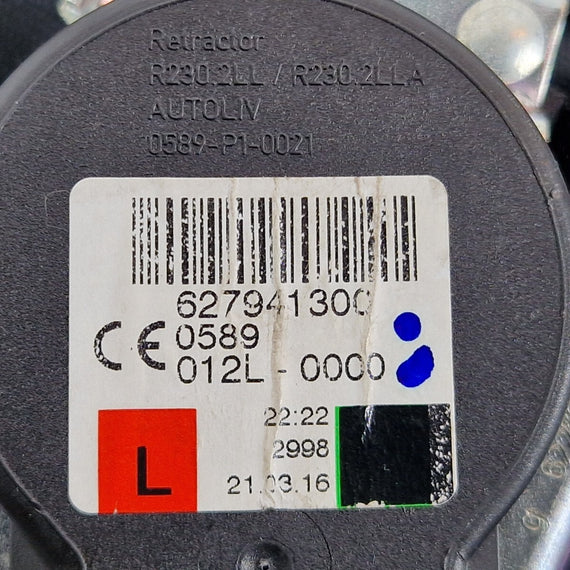 Retractor
R230.2LL / R230.2LLA
AUTOLIV
0589-P1-0021
CE
0589
012L - 0000
22:22
2998
L
21.03.16